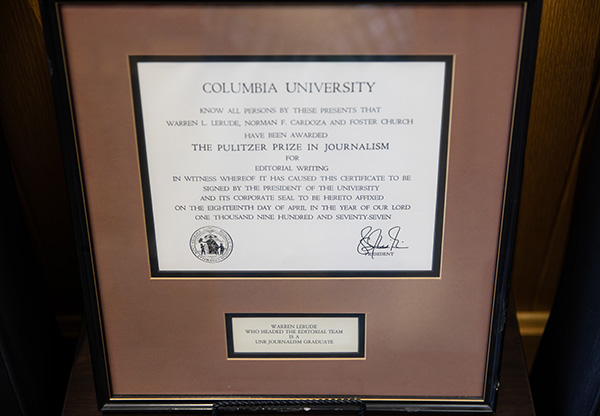 COLUMBIA UNIVERSITY
KNOW ALL PERSONS BY THESE PRESENTS THAT
WARREN L. LERUDE, NORMAN F. CARDOZA AND FOSTER CHURCH
HAVE BEEN AWARDED
THE PULITZER PRIZE IN JOURNALISM
FOR
EDITORIAL WRITING
IN WITNESS WHEREOF IT HAS CAUSED THIS CERTIFICATE TO BE
SIGNED BY THE PRESIDENT OF THE UNIVERSITY
AND ITS CORPORATE SEAL TO BE HERETO AFFIXED
ON THE EIGHTEENTH DAY OF APRIL IN THE YEAR OF OUR LORD
ONE THOUSAND NINE HUNDRED AND SEVENTY-SEVEN
PRESIDENT
WARREN LERUDE
WHO HEADED THE EDITORIAL TEAM
IS A
UNR JOURNALISM GRADUATE